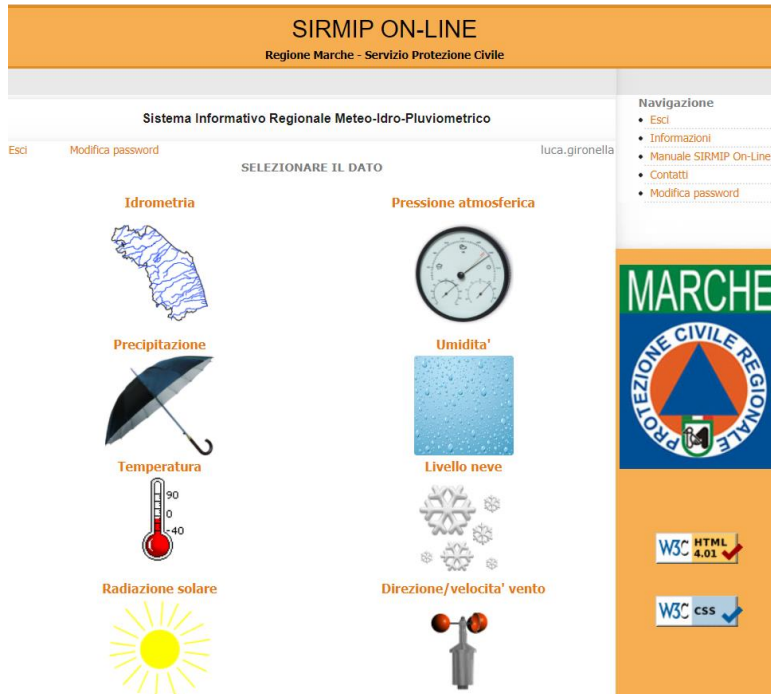 SIRMIP ON-LINE
Regione Marche - Servizio Protezione Civile
Sistema Informativo Regionale Meteo-Idro-Pluviometrico
Esci Modifica password luca.gironella
SELEZIONARE IL DATO
Idrometria Pressione atmosferica
Precipitazione Umidita'
Temperatura Livello neve
90
0
-40
Radiazione solare Direzione/velocita' vento
Navigazione
Esci
Informazioni
Manuale SIRMIP On-Line
Contatti
Modifica password
MARCHE
PROTEZIONE CIVILE REGIONALE
W3C HTML
4.01
W3C css